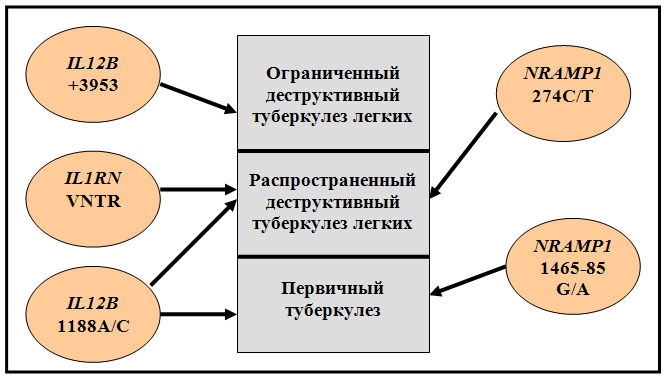 IL12B
+3953
IL1RN
VNTR
IL12B
1188A/C
Ограниченный
деструктивный
туберкулез легких
Распространенный
деструктивный
туберкулез легких
Первичный
туберкулез
NRAMP1
274C/T
NRAMP1
1465-85
G/A